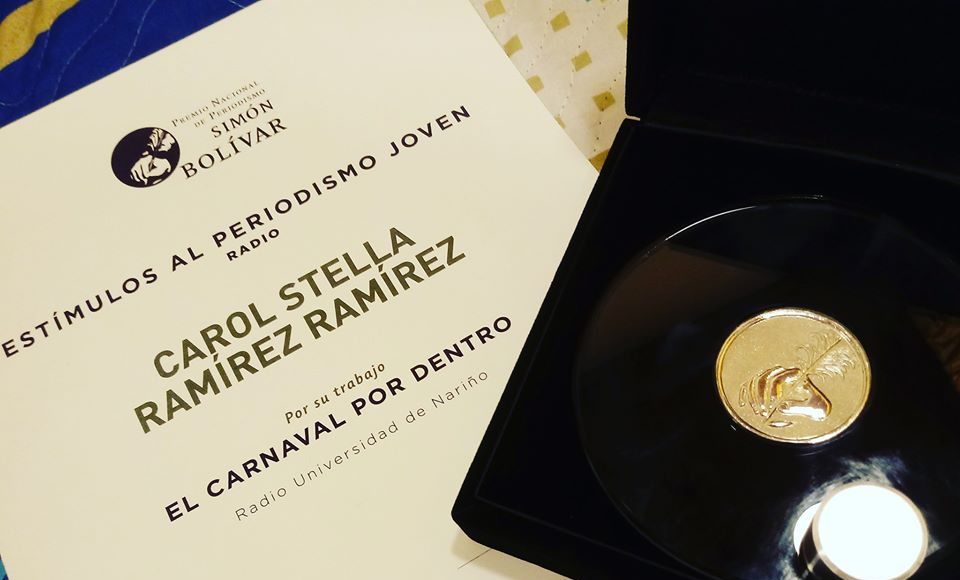 PREMIO NACIONAL
DE PERIODISMO
SIMÓN
BOLÍVAR
ESTÍMULOS AL PERIODISMO JOVEN
RADIO
CAROL STELLA
RAMÍREZ RAMÍREZ
Por su trabajo
EL CARNAVAL POR DENTRO
Radio Universidad de Nariño